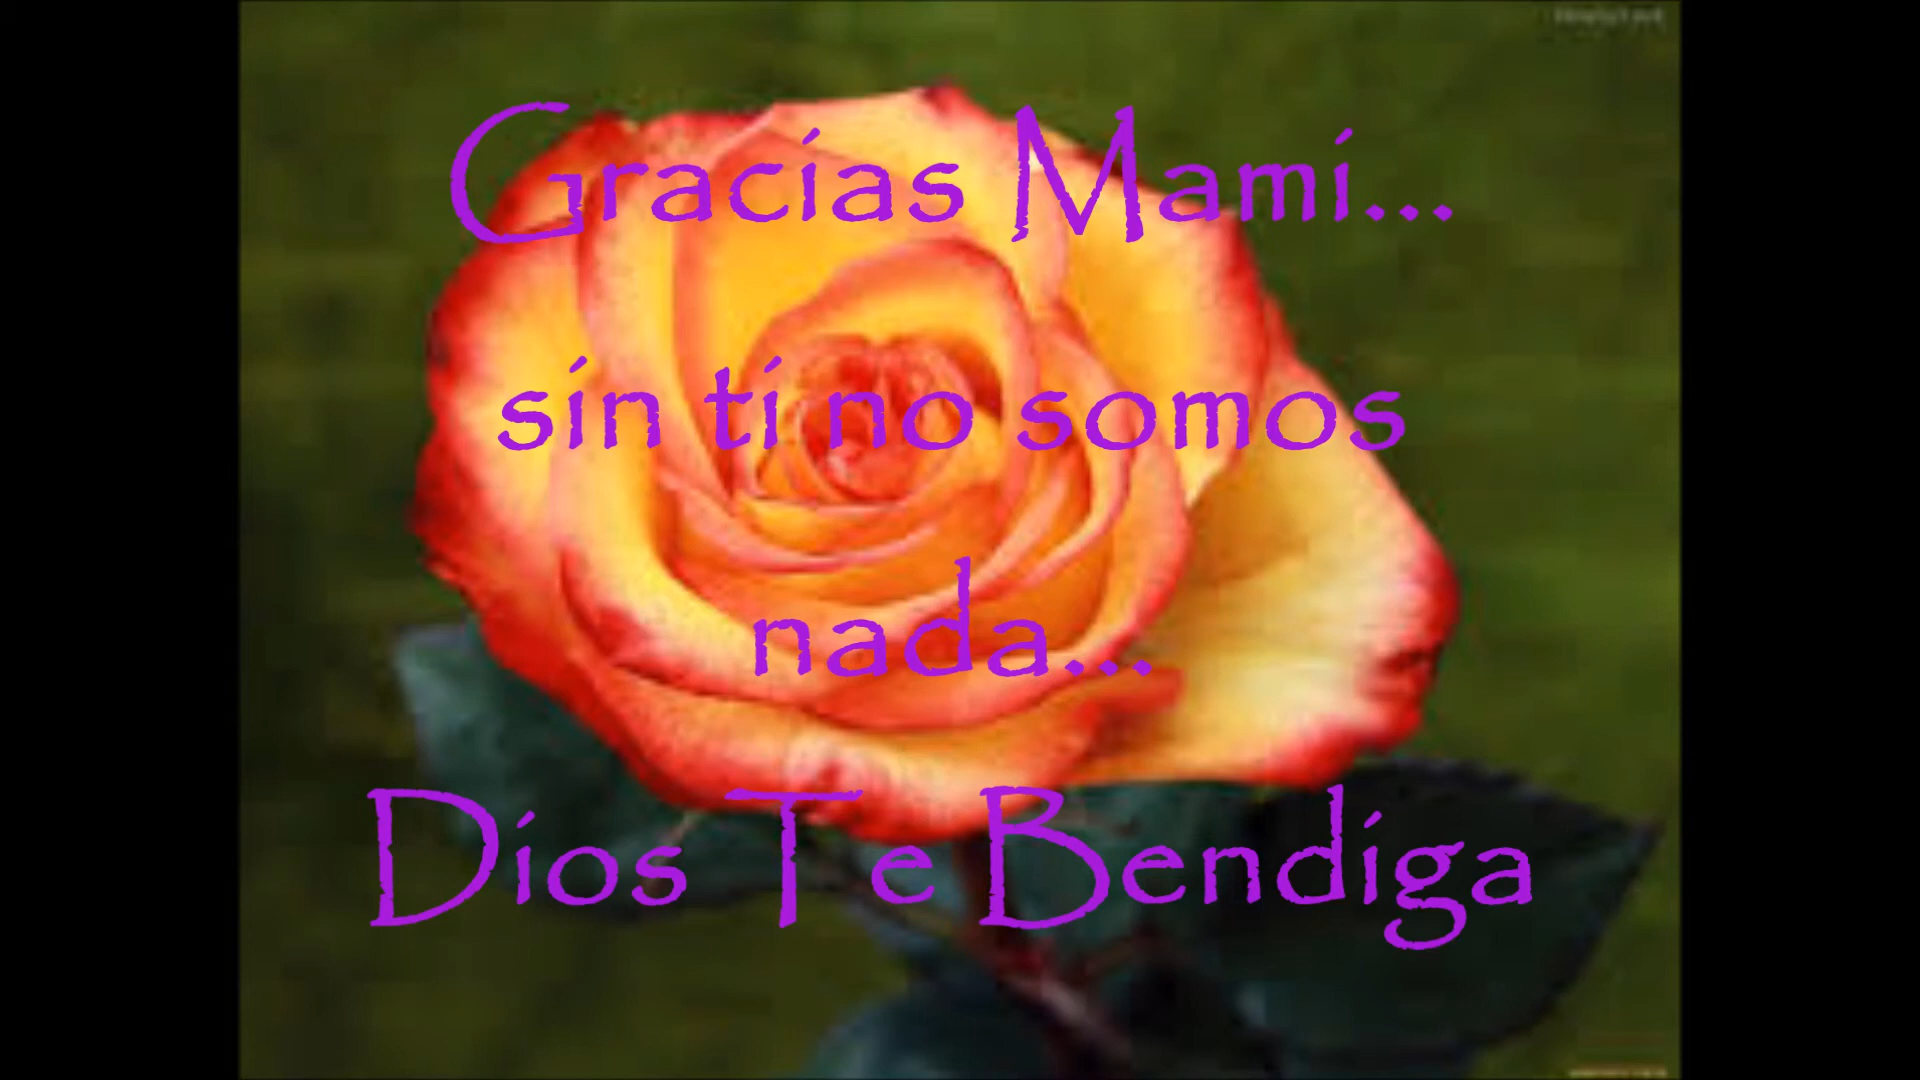 Gracias Mami...
sin ti no somos
nada...
Dios Te Bendiga